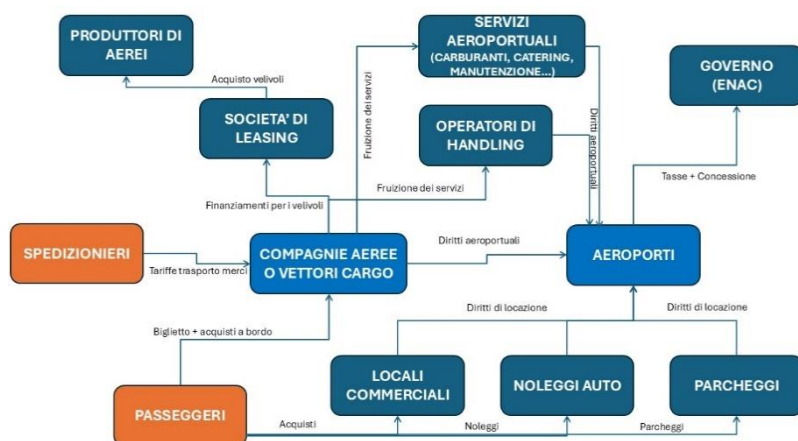 PRODUTTORI DI
AEREI
SERVIZI
AEROPORTUALI
(CARBURANTI, CATERING,
MANUTENZIONE...)
GOVERNO
(ENAC)
Acquisto velivoli
SOCIETA' DI
LEASING
Fruizione dei servizi
OPERATORI DI
HANDLING
Diritti aeroportuali
Tasse + Concessione
Finanziamenti per i velivoli
Fruizione dei servizi
SPEDIZIONIERI
Tariffe trasporto merci
COMPAGNIE AEREE
O VETTORI CARGO
Diritti aeroportuali
AEROPORTI
Biglietto + acquisti a bordo
Diritti di locazione
Diritti di locazione
LOCALI
COMMERCIALI
NOLEGGI AUTO
PARCHEGGI
PASSEGGERI
Acquisti
Noleggi
Parcheggi